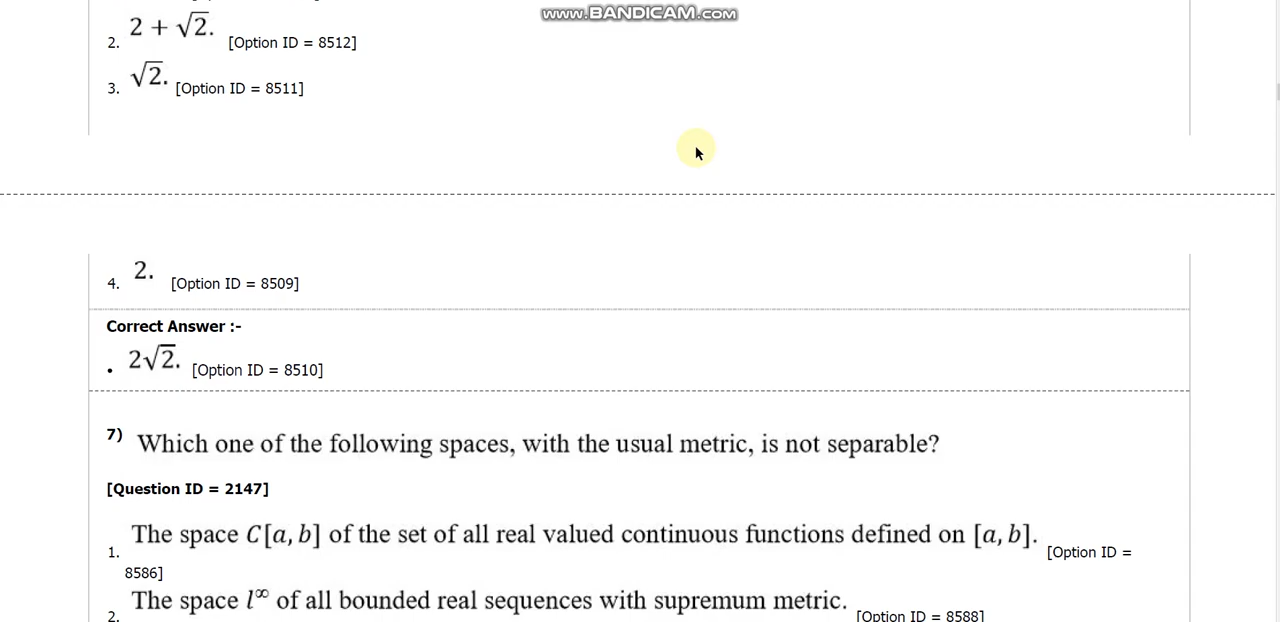 www.BANDICAM.com
2. 2 + √2. [Option ID = 8512]
3. √2. [Option ID = 8511]
4. 2. [Option ID = 8509]
Correct Answer :-
• 2√2. [Option ID = 8510]
7) Which one of the following spaces, with the usual metric, is not separable?
[Question ID = 2147]
1. The space C[a, b] of the set of all real valued continuous functions defined on [a, b]. [Option ID =
8586]
2. The space l^∞ of all bounded real sequences with supremum metric. [Option ID = 8588]